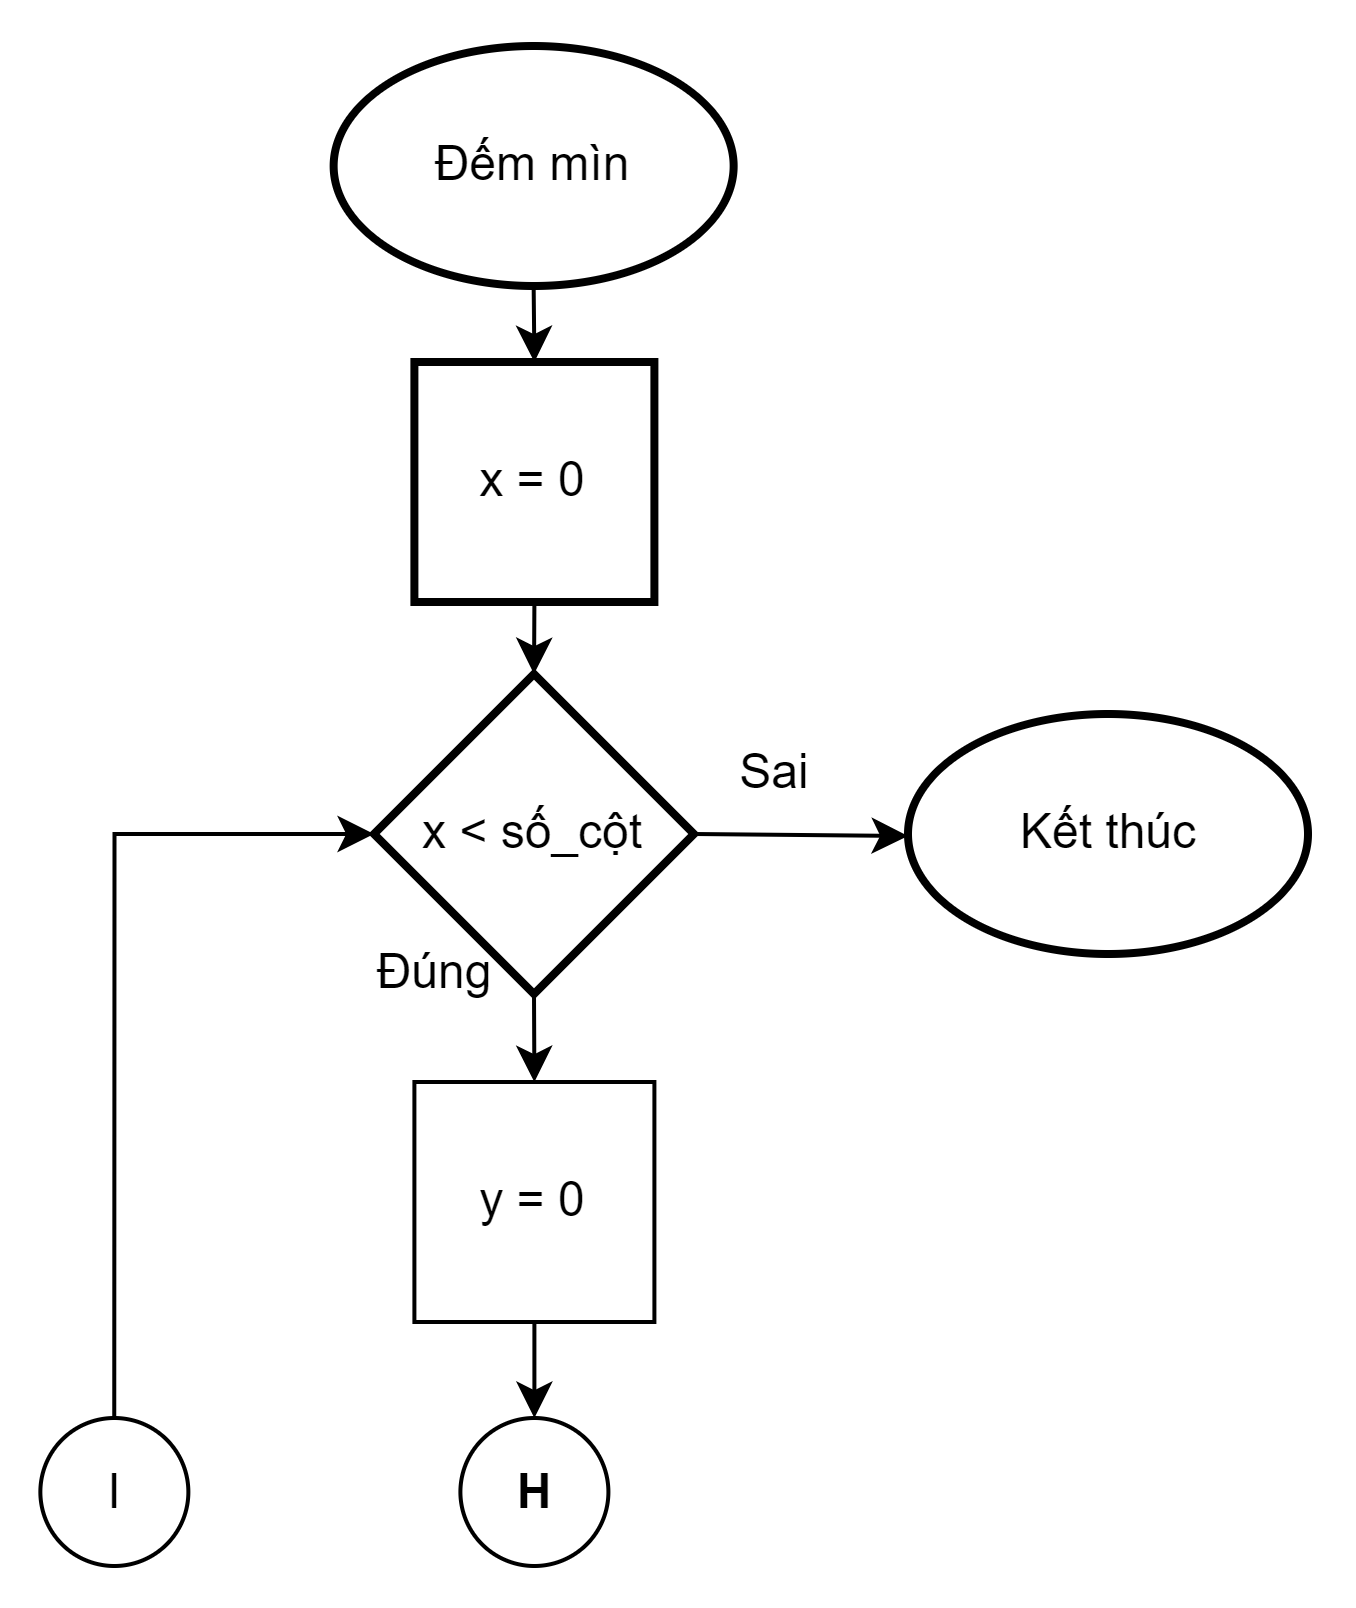 Đếm mìn
x = 0
x < số_cột
Sai
Kết thúc
Đúng
y = 0
I
H